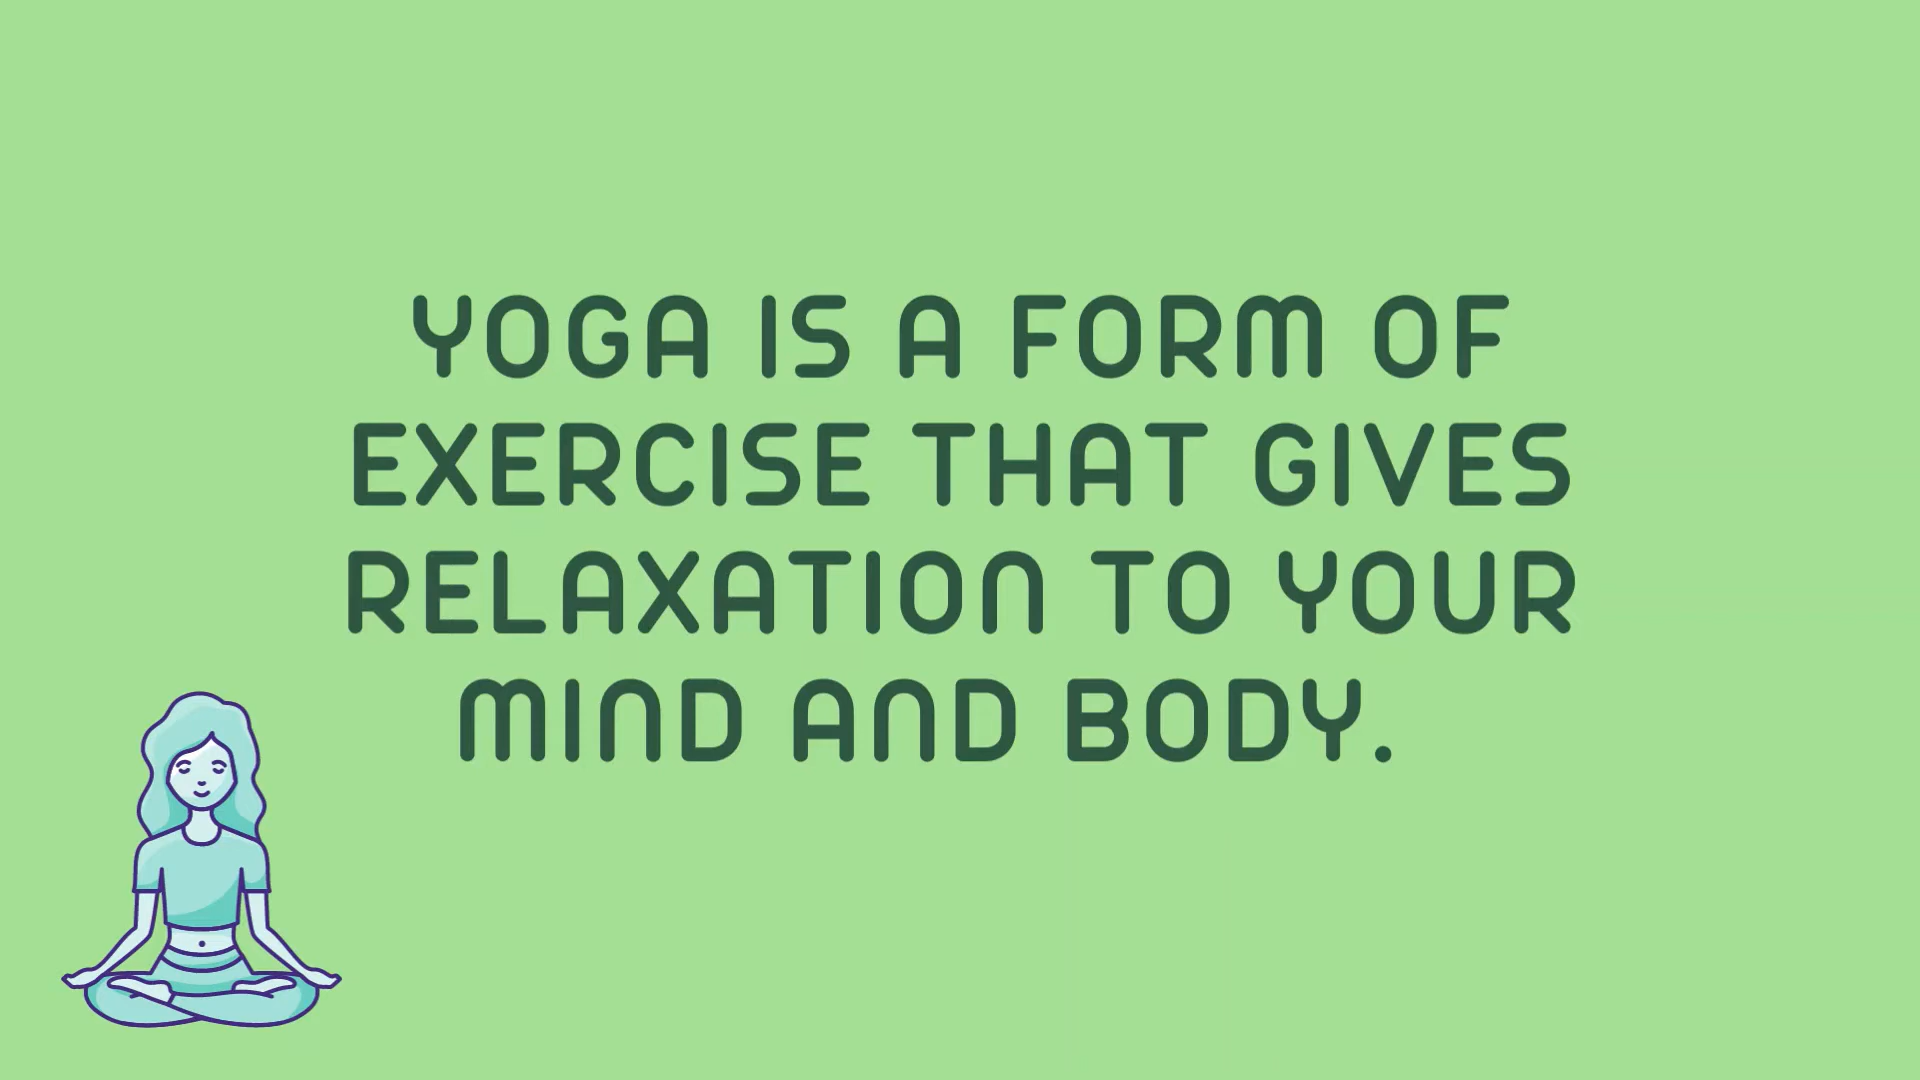 YOGA IS A FORM OF
EXERCISE THAT GIVES
RELAXATION TO YOUR
MIND AND BODY.